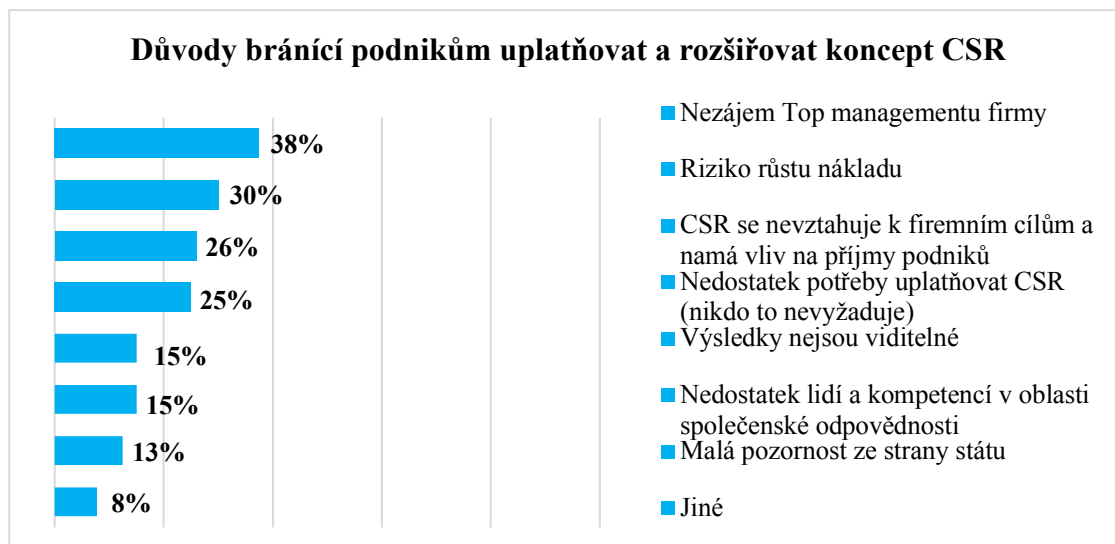 Důvody bránící podnikům uplatňovat a rozšiřovat koncept CSR
38%
30%
26%
25%
15%
15%
13%
8%
Nezájem Top managementu firmy
Riziko růstu nákladu
CSR se nevztahuje k firemním cílům a
namá vliv na příjmy podniků
Nedostatek potřeby uplatňovat CSR
(nikdo to nevyžaduje)
Výsledky nejsou viditelné
Nedostatek lidí a kompetencí v oblasti
společenské odpovědnosti
Malá pozornost ze strany státu
Jiné